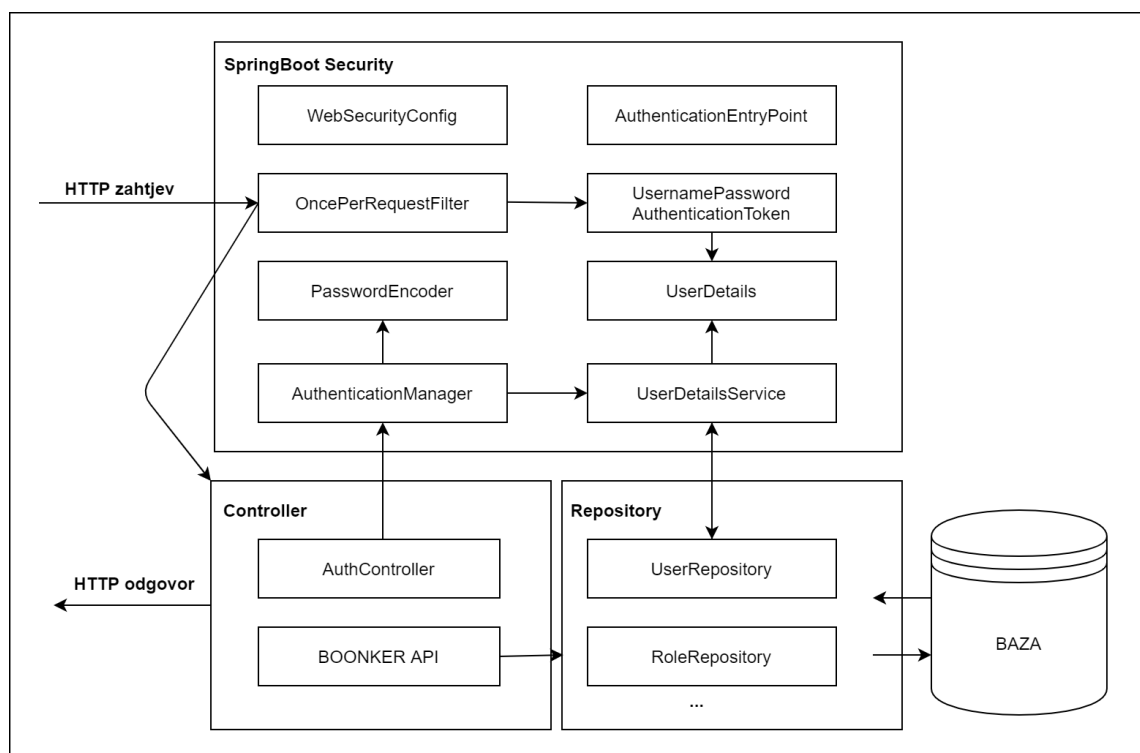 SpringBoot Security
WebSecurityConfig
AuthenticationEntryPoint
HTTP zahtjev
OncePerRequestFilter
UsernamePassword
AuthenticationToken
PasswordEncoder
UserDetails
AuthenticationManager
UserDetailsService
Controller
Repository
AuthController
UserRepository
HTTP odgovor
BOONKER API
RoleRepository
...
BAZA